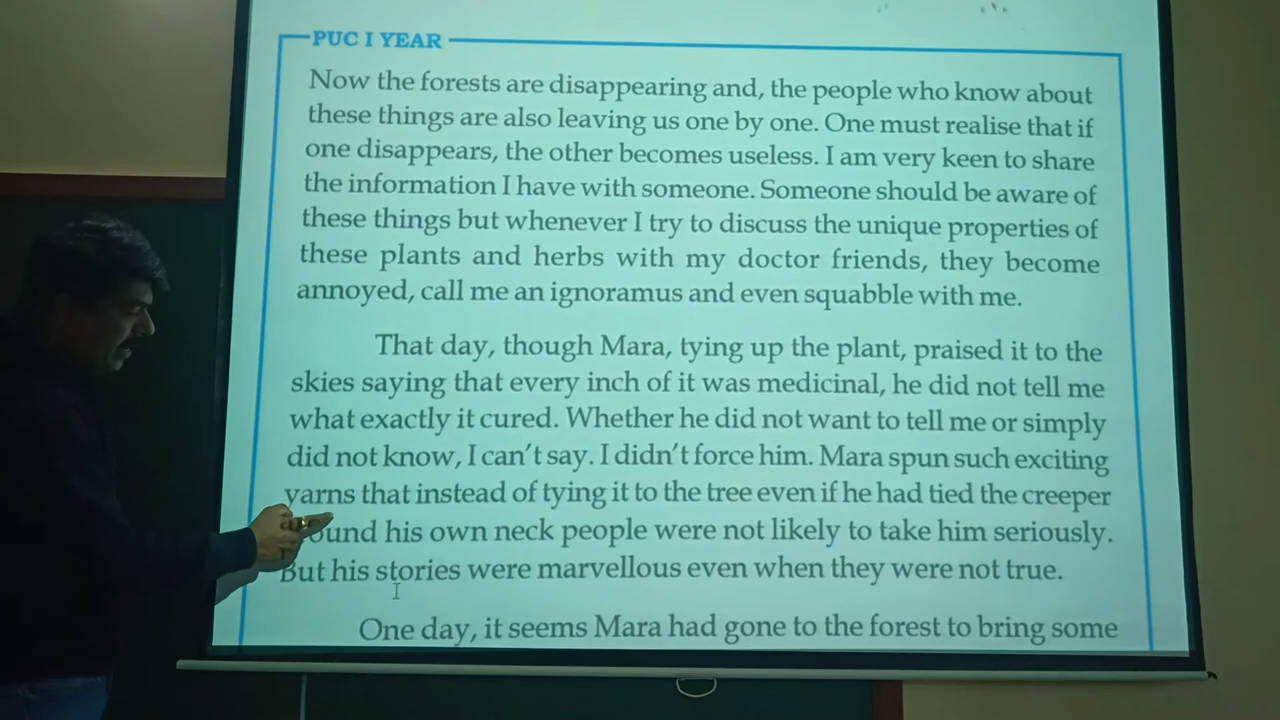 PUC I YEAR
Now the forests are disappearing and, the people who know about
these things are also leaving us one by one. One must realise that if
one disappears, the other becomes useless. I am very keen to share
the information I have with someone. Someone should be aware of
these things but whenever I try to discuss the unique properties of
these plants and herbs with my doctor friends, they become
annoyed, call me an ignoramus and even squabble with me.
That day, though Mara, tying up the plant, praised it to the
skies saying that every inch of it was medicinal, he did not tell me
what exactly it cured. Whether he did not want to tell me or simply
did not know, I can't say. I didn't force him. Mara spun such exciting
yarns that instead of tying it to the tree even if he had tied the creeper
around his own neck people were not likely to take him seriously.
But his stories were marvellous even when they were not true.
One day, it seems Mara had gone to the forest to bring some